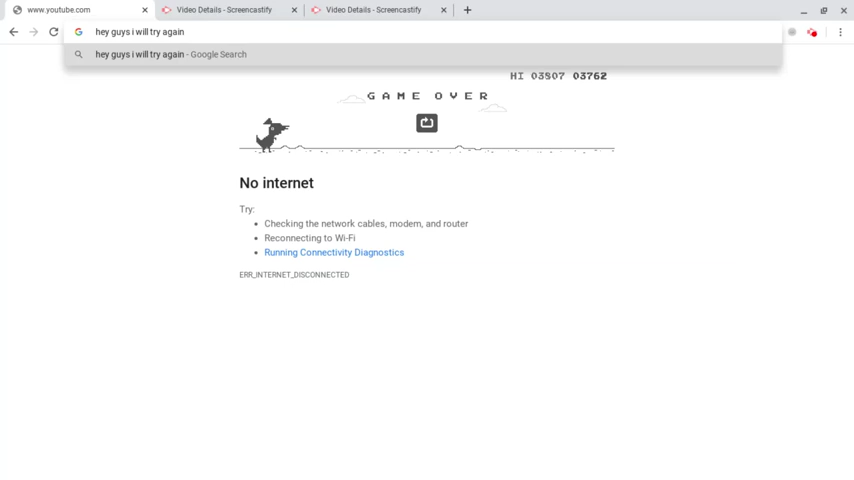 www.youtube.com
Video Details - Screencastify
Video Details - Screencastify
hey guys i will try again
hey guys i will try again - Google Search
HI 03807 03762
GAME OVER
No internet
Try:
Checking the network cables, modem, and router
Reconnecting to Wi-Fi
Running Connectivity Diagnostics
ERR_INTERNET_DISCONNECTED